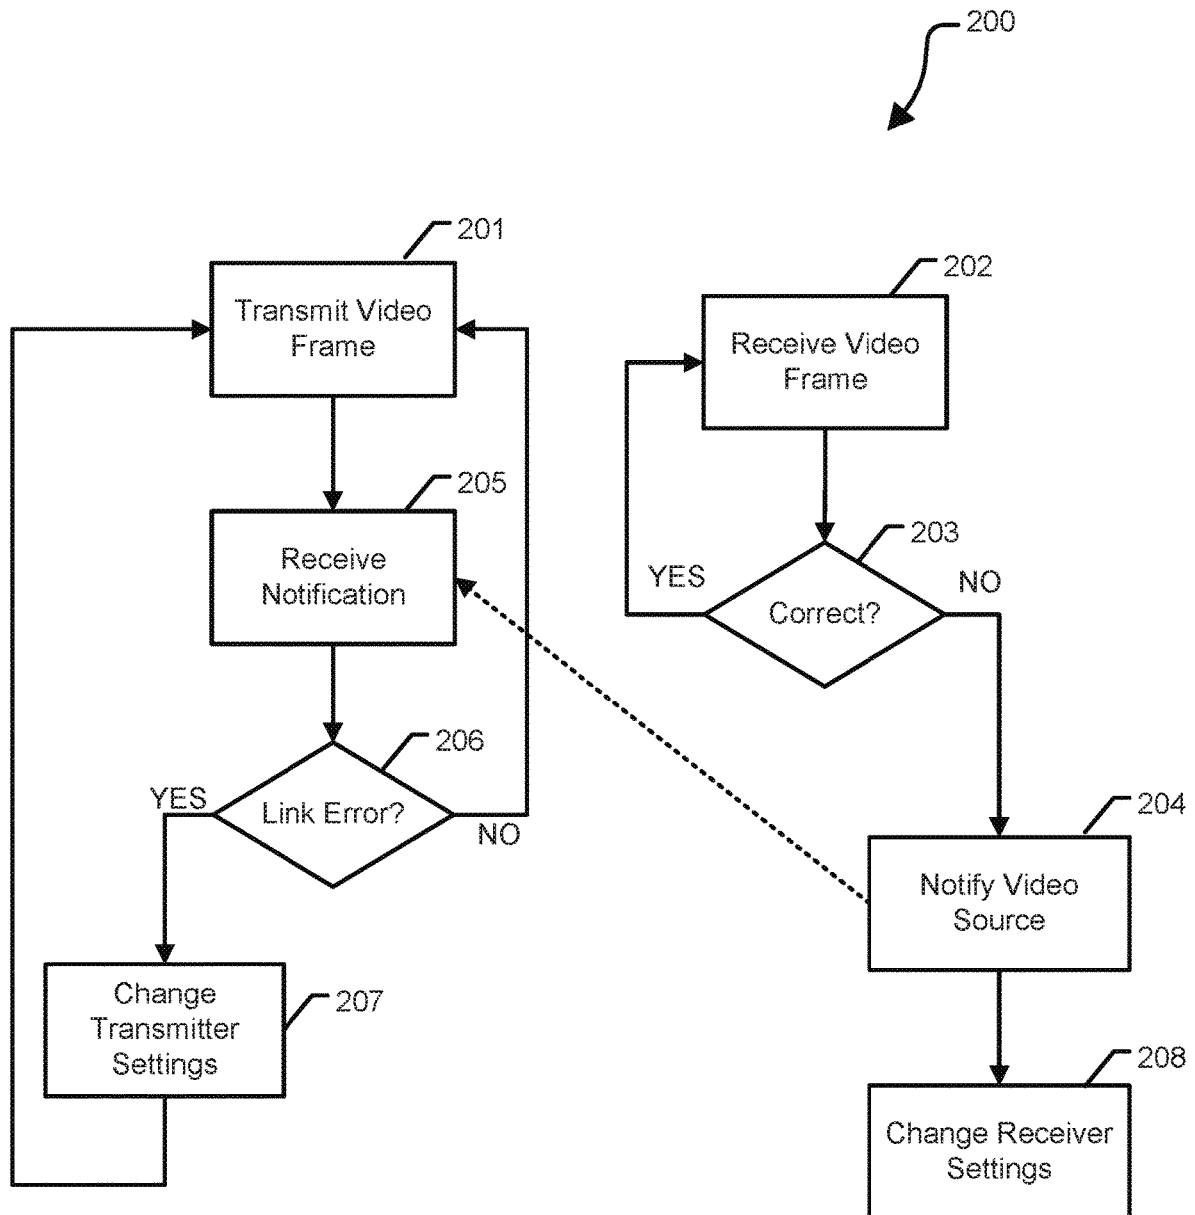 200
201
Transmit Video
Frame
202
Receive Video
Frame
205
Receive
Notification
203
YES
Correct?
NO
206
YES
Link Error?
NO
204
Notify Video
Source
Change
Transmitter
Settings
207
208
Change Receiver
Settings